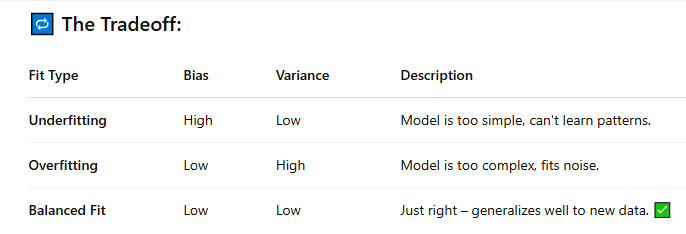 🔁 The Tradeoff:
Fit Type Bias Variance Description
Underfitting High Low Model is too simple, can't learn patterns.
Overfitting Low High Model is too complex, fits noise.
Balanced Fit Low Low Just right – generalizes well to new data. ✅